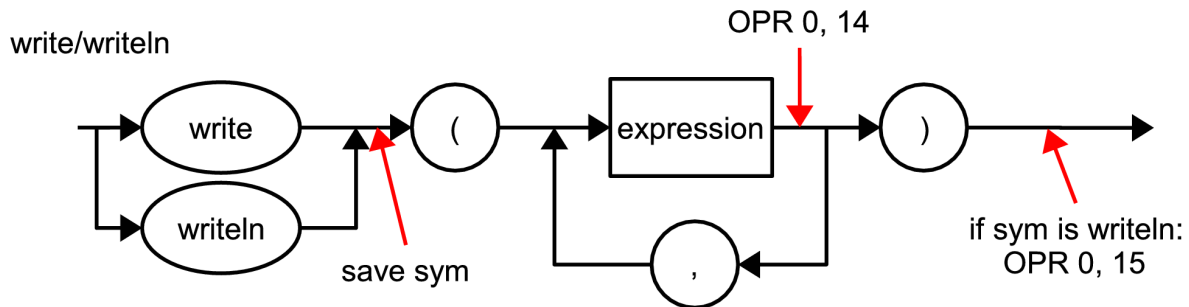 OPR 0, 14
write/writeln
write
(
expression
)
writeln
save sym
,
if sym is writeln:
OPR 0, 15